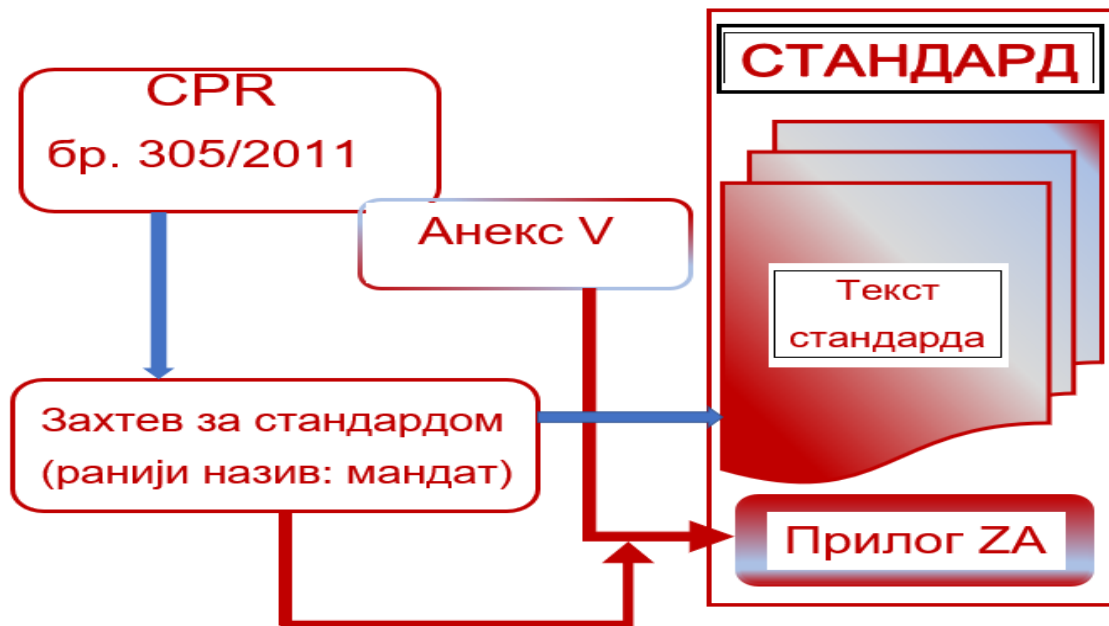 CPR
бр. 305/2011
Анекс V
Захтев за стандардом
(ранији назив: мандат)
СТАНДАРД
Текст
стандарда
Прилог ZA